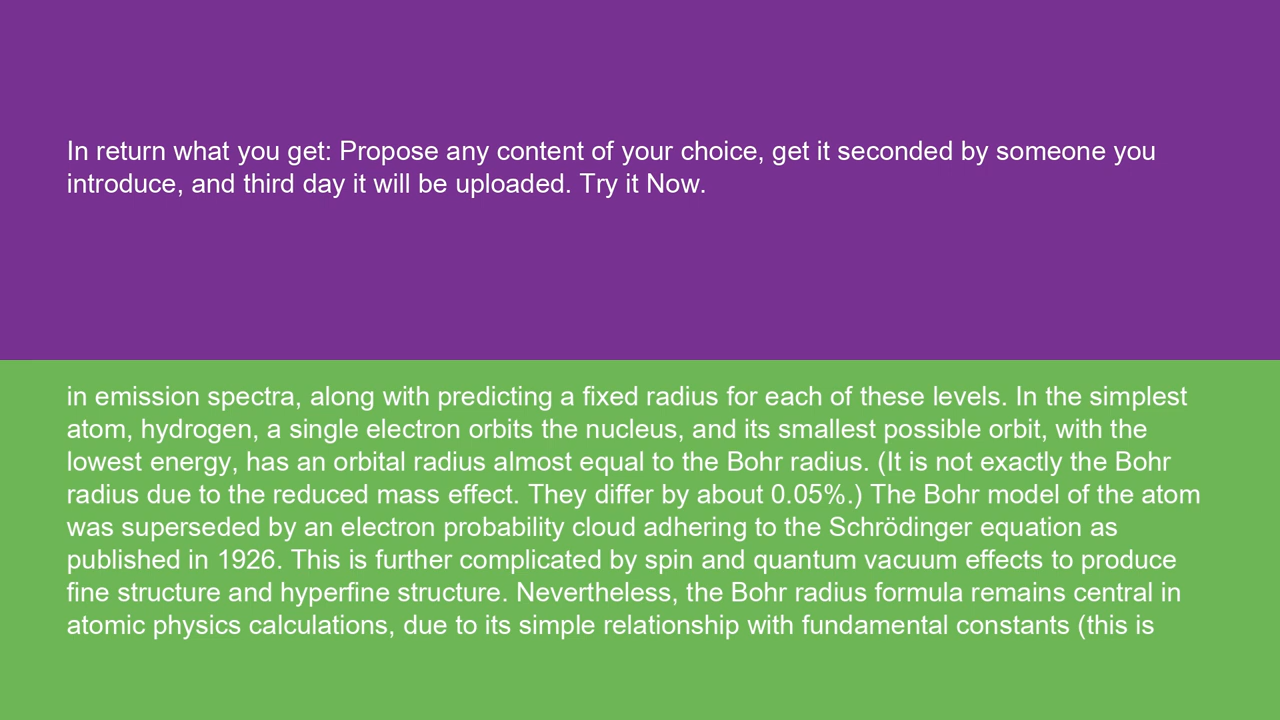 In return what you get: Propose any content of your choice, get it seconded by someone you
introduce, and third day it will be uploaded. Try it Now.
in emission spectra, along with predicting a fixed radius for each of these levels. In the simplest
atom, hydrogen, a single electron orbits the nucleus, and its smallest possible orbit, with the
lowest energy, has an orbital radius almost equal to the Bohr radius. (It is not exactly the Bohr
radius due to the reduced mass effect. They differ by about 0.05%.) The Bohr model of the atom
was superseded by an electron probability cloud adhering to the Schrödinger equation as
published in 1926. This is further complicated by spin and quantum vacuum effects to produce
fine structure and hyperfine structure. Nevertheless, the Bohr radius formula remains central in
atomic physics calculations, due to its simple relationship with fundamental constants (this is